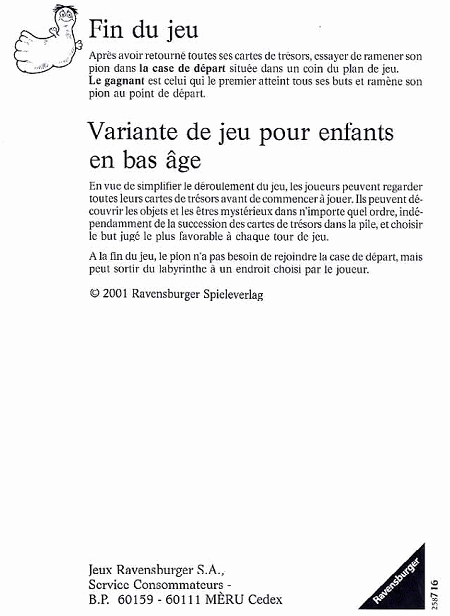 Fin du jeu
Après avoir retourné toutes ses cartes de trésors, essayer de ramener son
pion dans la case de départ située dans un coin du plan de jeu.
Le gagnant est celui qui le premier atteint tous ses buts et ramène son
pion au point de départ.
Variante de jeu pour enfants
en bas âge
En vue de simplifier le déroulement du jeu, les joueurs peuvent regarder
toutes leurs cartes de trésors avant de commencer à jouer. Ils peuvent dé-
couvrir les objets et les êtres mystérieux dans n'importe quel ordre, indé-
pendamment de la succession des cartes de trésors dans la pile, et choisir
le but jugé le plus favorable à chaque tour de jeu.
A la fin du jeu, le pion n'a pas besoin de rejoindre la case de départ, mais
peut sortir du labyrinthe à un endroit choisi par le joueur.
© 2001 Ravensburger Spieleverlag
Jeux Ravensburger S.A.,
Service Consommateurs -
B.P. 60159 - 60111 MÈRU Cedex
Ravensburger
258716